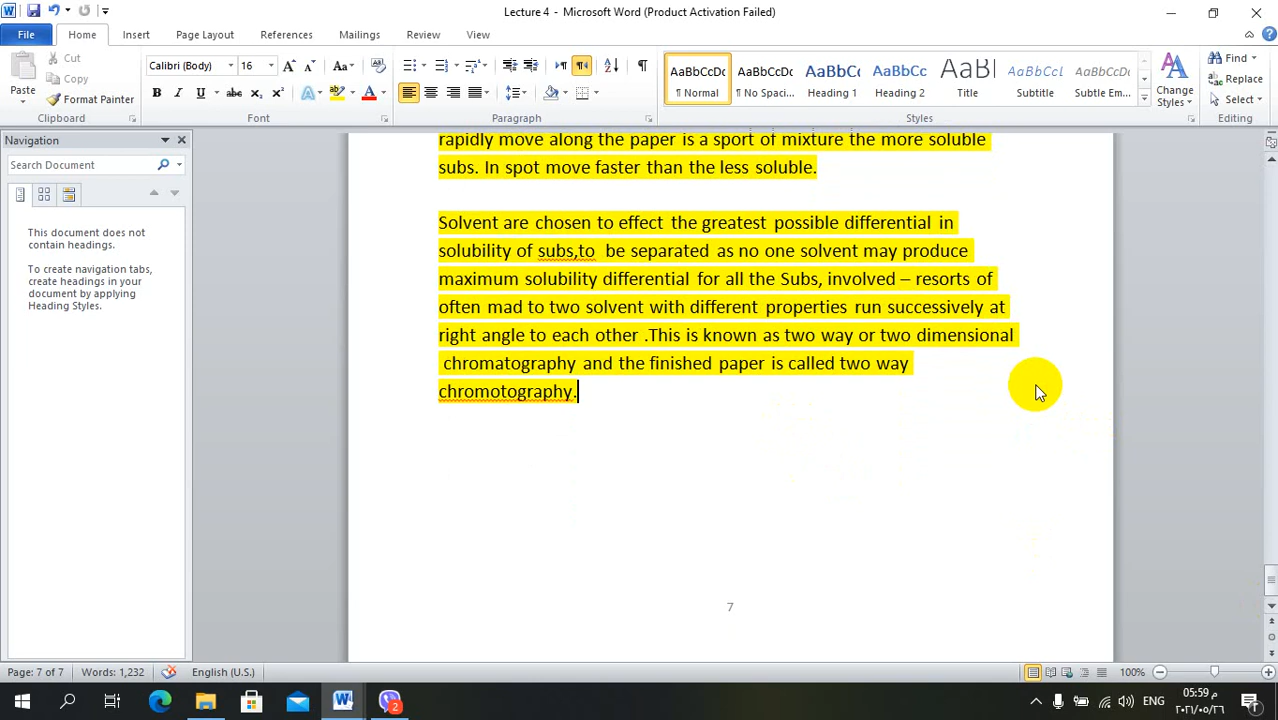 Lecture 4 - Microsoft Word (Product Activation Failed)
File Home Insert Page Layout References Mailings Review View
Cut
Copy
Format Painter
Paste
Clipboard
Calibri (Body) 16
Font
Paragraph
AaBbCcDc AaBbCcDc AaBbCc AaBbCc AaBl AaBbCcl AaBbCcDc
¶ Normal ¶ No Spaci... Heading 1 Heading 2 Title Subtitle Subtle Em...
Styles
Change
Styles
Find
Replace
Select
Editing
Navigation
Search Document
This document does not
contain headings.
To create navigation tabs,
create headings in your
document by applying
Heading Styles.
rapidly move along the paper is a sport of mixture the more soluble
subs. In spot move faster than the less soluble.
Solvent are chosen to effect the greatest possible differential in
solubility of subs,to be separated as no one solvent may produce
maximum solubility differential for all the Subs, involved – resorts of
often mad to two solvent with different properties run successively at
right angle to each other .This is known as two way or two dimensional
chromatography and the finished paper is called two way
chromotography.
7
Page: 7 of 7 Words: 1,232 English (U.S.) 100%
2 ENG
05:59 م
٢٠٢١/٠٥/٢٦